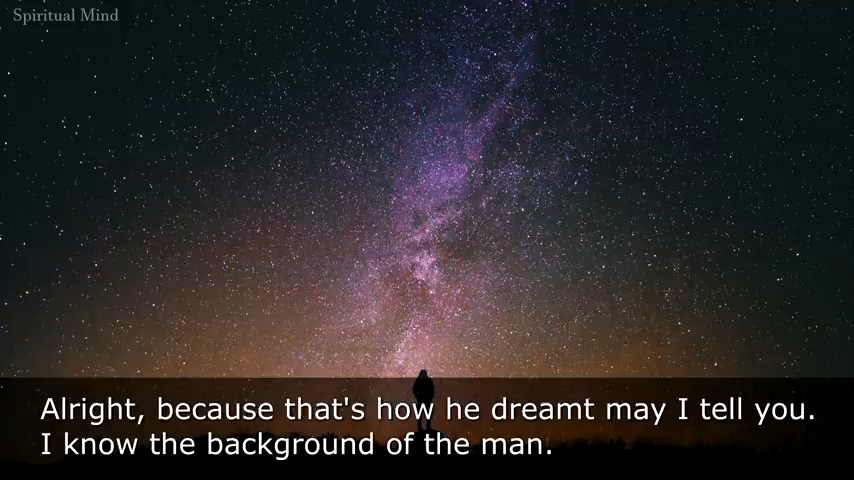 Spiritual Mind
Alright, because that's how he dreamt may I tell you.
I know the background of the man.